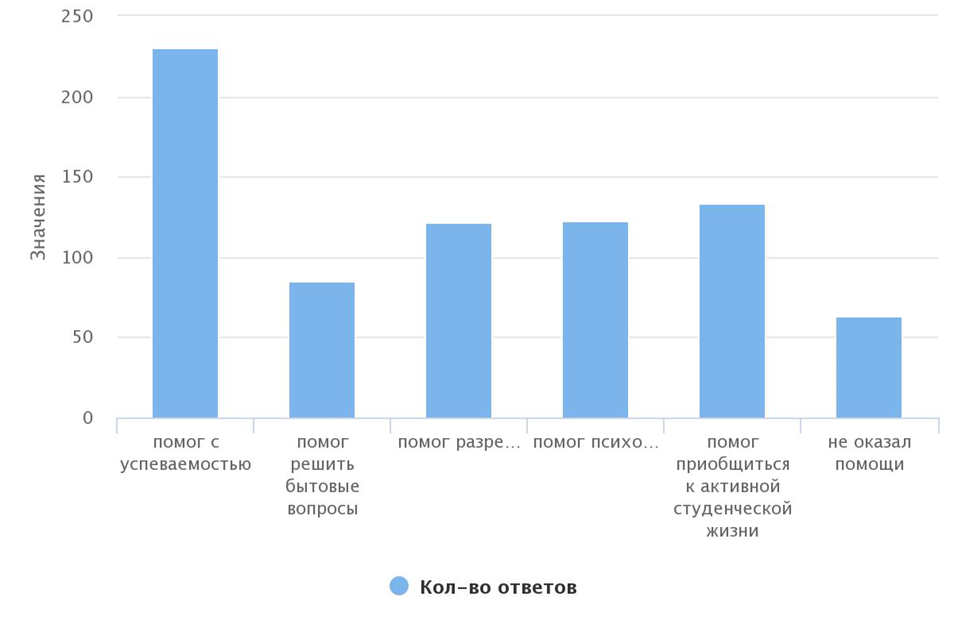 250
200
150
100
50
0
Значения
помог с
успеваемостью
помог
решить
бытовые
вопросы
помог разре...
помог психо...
помог
приобщиться
к активной
студенческой
жизни
не оказал
помощи
Кол-во ответов